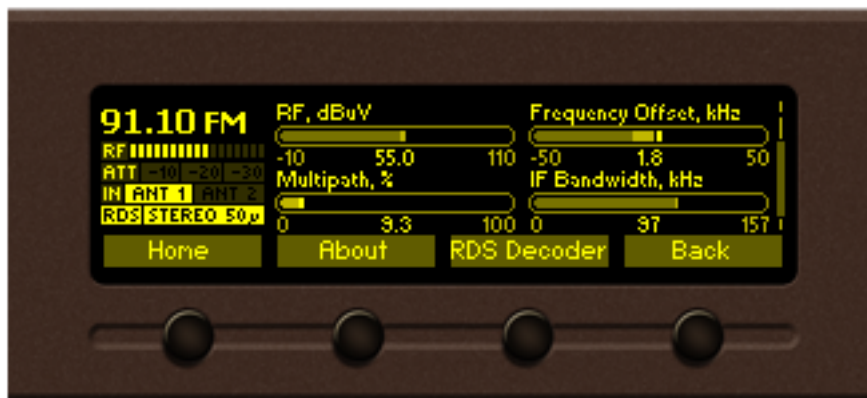 91.10 FM
RF
ATT -10 -20 -30
IN ANT 1 ANT 2
RDS STEREO 50µ
RF, dBuV
-10 55.0 110
Multipath, %
0 9.3 100
Frequency Offset, kHz
-50 1.8 50
IF Bandwidth, kHz
0 97 157
Home About RDS Decoder Back